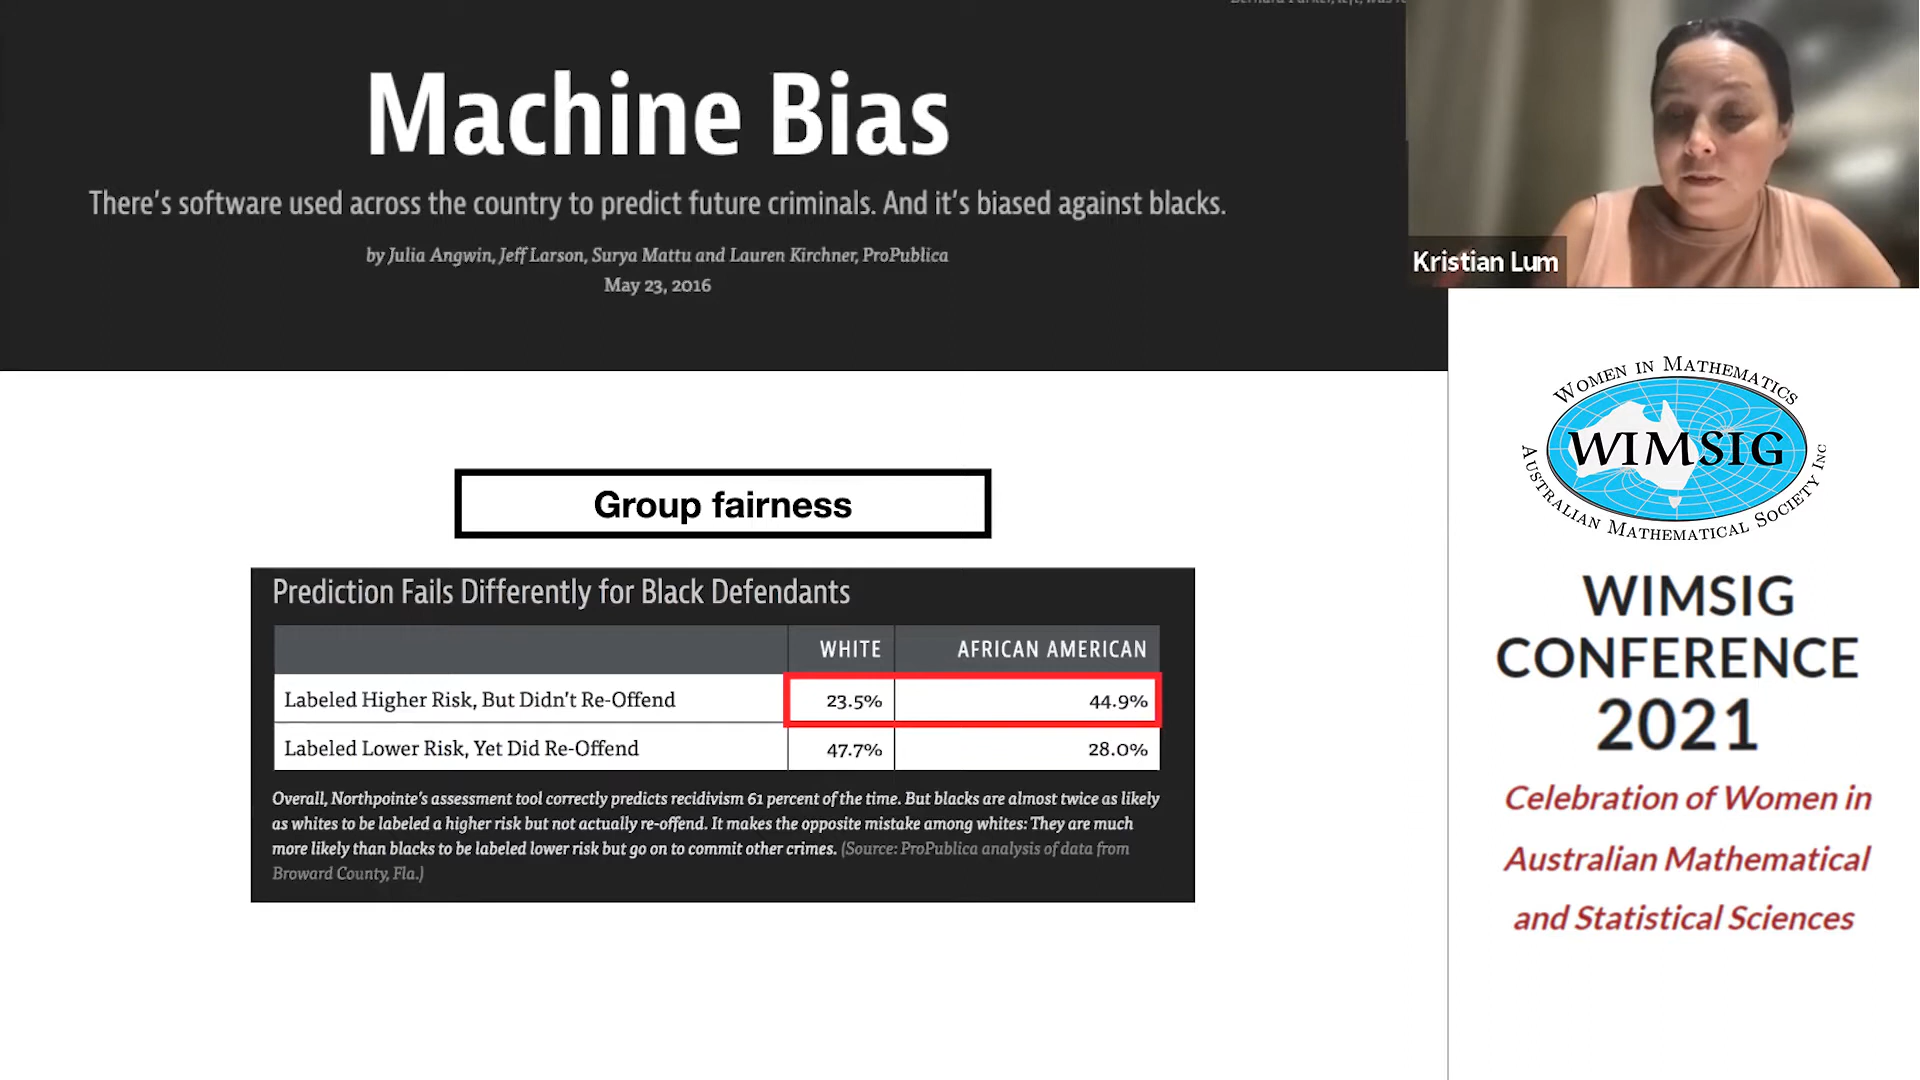 Machine Bias
There's software used across the country to predict future criminals. And it's biased against blacks.
by Julia Angwin, Jeff Larson, Surya Mattu and Lauren Kirchner, ProPublica
May 23, 2016
Kristian Lum
Group fairness
Prediction Fails Differently for Black Defendants
WHITE AFRICAN AMERICAN
Labeled Higher Risk, But Didn't Re-Offend 23.5% 44.9%
Labeled Lower Risk, Yet Did Re-Offend 47.7% 28.0%
Overall, Northpointe's assessment tool correctly predicts recidivism 61 percent of the time. But blacks are almost twice as likely
as whites to be labeled a higher risk but not actually re-offend. It makes the opposite mistake among whites: They are much
more likely than blacks to be labeled lower risk but go on to commit other crimes. (Source: ProPublica analysis of data from
Broward County, Fla.)
WOMEN IN MATHEMATICS
WIMSIG
AUSTRALIAN MATHEMATICAL SOCIETY INC
WIMSIG
CONFERENCE
2021
Celebration of Women in
Australian Mathematical
and Statistical Sciences